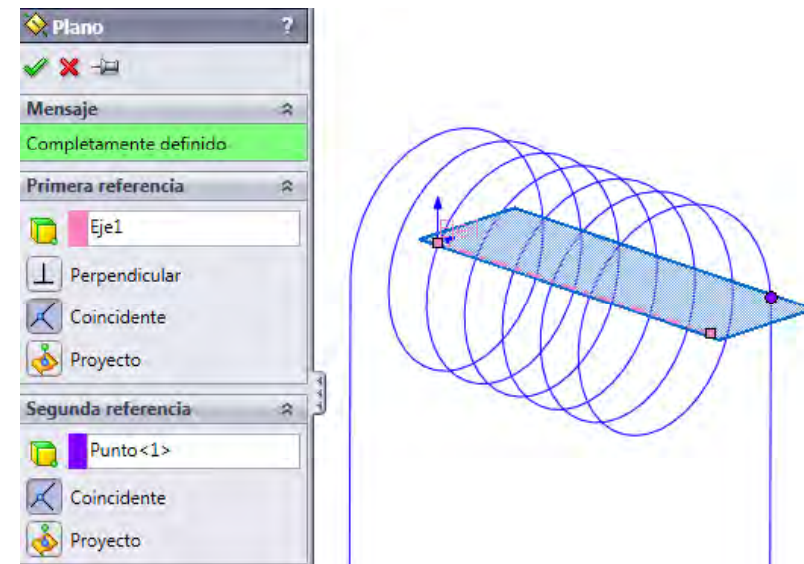 Plano ?
Mensaje
Completamente definido
Primera referencia
Eje1
Perpendicular
Coincidente
Proyecto
Segunda referencia
Punto<1>
Coincidente
Proyecto